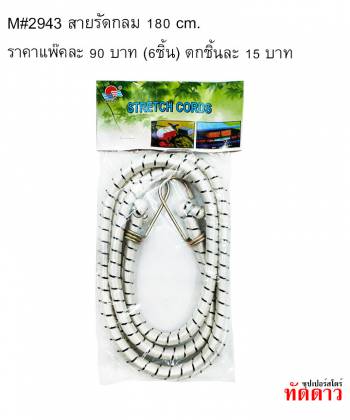 M#2943 สายรัดกลม 180 cm.
ราคาแพ๊คละ 90 บาท (6ชิ้น) ตกชิ้นละ 15 บาท
STRETCH CORDS
ซุปเปอร์สโตร์
ทัดดาว